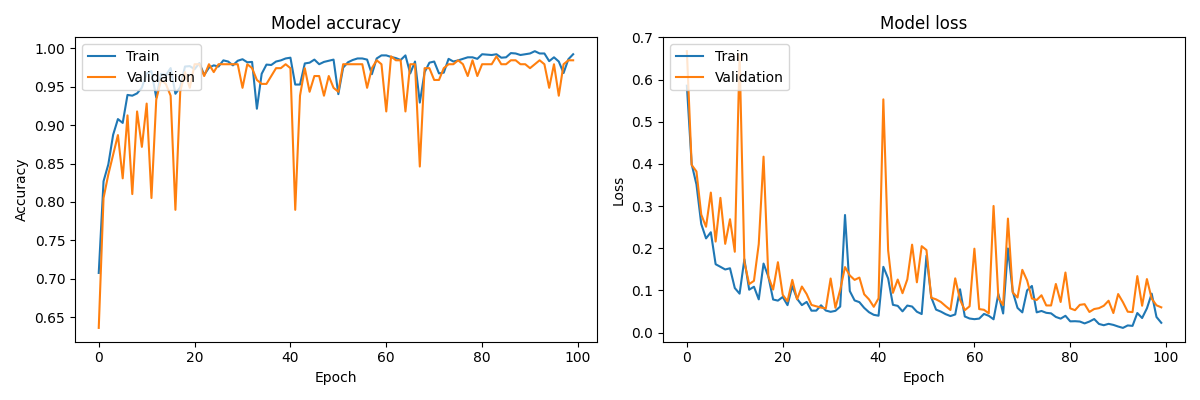 Model accuracy
Train
Validation
1.00
0.95
0.90
0.85
0.80
0.75
0.70
0.65
Accuracy
0
20
40
60
80
100
Epoch
Model loss
Train
Validation
0.7
0.6
0.5
0.4
0.3
0.2
0.1
0.0
Loss
0
20
40
60
80
100
Epoch